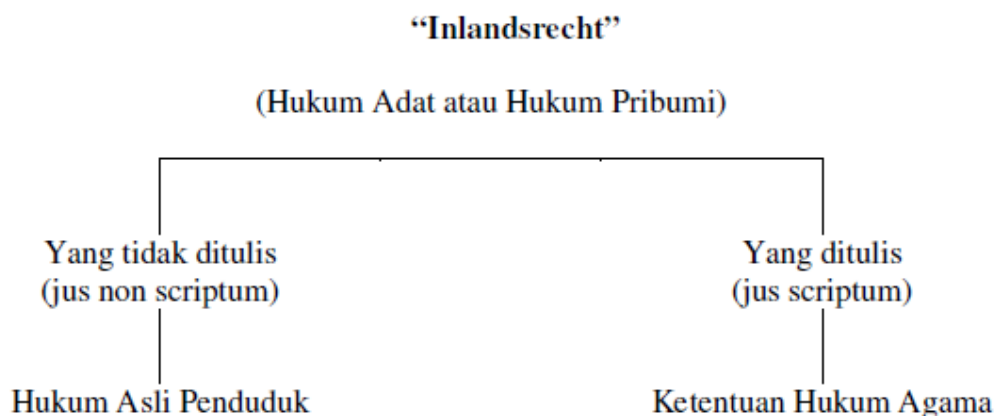 “Inlandsrecht”
(Hukum Adat atau Hukum Pribumi)
Yang tidak ditulis
(jus non scriptum)
Yang ditulis
(jus scriptum)
Hukum Asli Penduduk
Ketentuan Hukum Agama